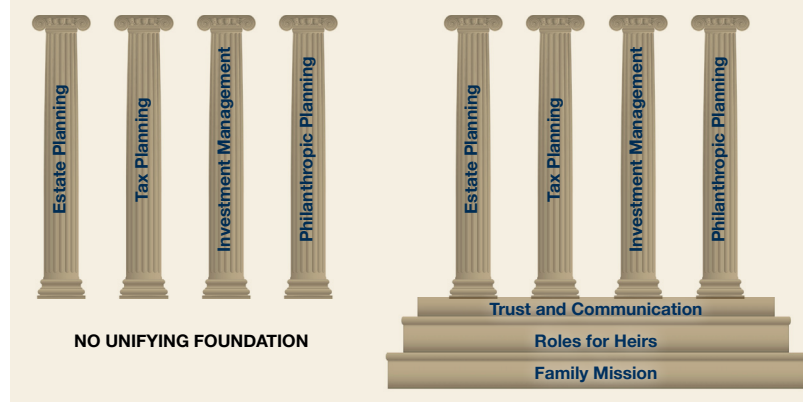 Estate Planning
Tax Planning
Investment Management
Philanthropic Planning
NO UNIFYING FOUNDATION
Estate Planning
Tax Planning
Investment Management
Philanthropic Planning
Trust and Communication
Roles for Heirs
Family Mission